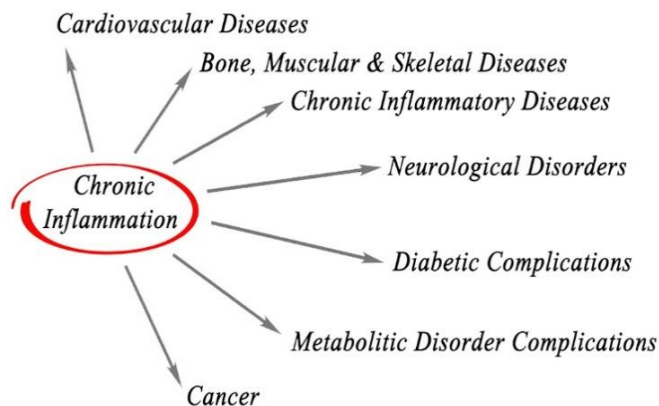 Cardiovascular Diseases
Bone, Muscular & Skeletal Diseases
Chronic Inflammatory Diseases
Neurological Disorders
Chronic
Inflammation
Diabetic Complications
Metabolitic Disorder Complications
Cancer